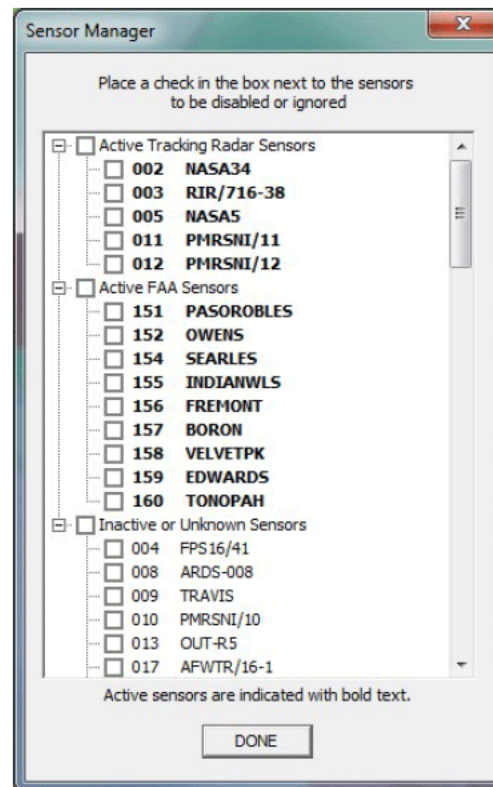 Sensor Manager
Place a check in the box next to the sensors
to be disabled or ignored
Active Tracking Radar Sensors
002 NASA34
003 RIR/716-38
005 NASA5
011 PMRSNI/11
012 PMRSNI/12
Active FAA Sensors
151 PASOROBLES
152 OWENS
154 SEARLES
155 INDIANWLS
156 FREMONT
157 BORON
158 VELVETPK
159 EDWARDS
160 TONOPAH
Inactive or Unknown Sensors
004 FPS16/41
008 ARDS-008
009 TRAVIS
010 PMRSNI/10
013 OUT-R5
017 AFWTR/16-1
Active sensors are indicated with bold text.
DONE